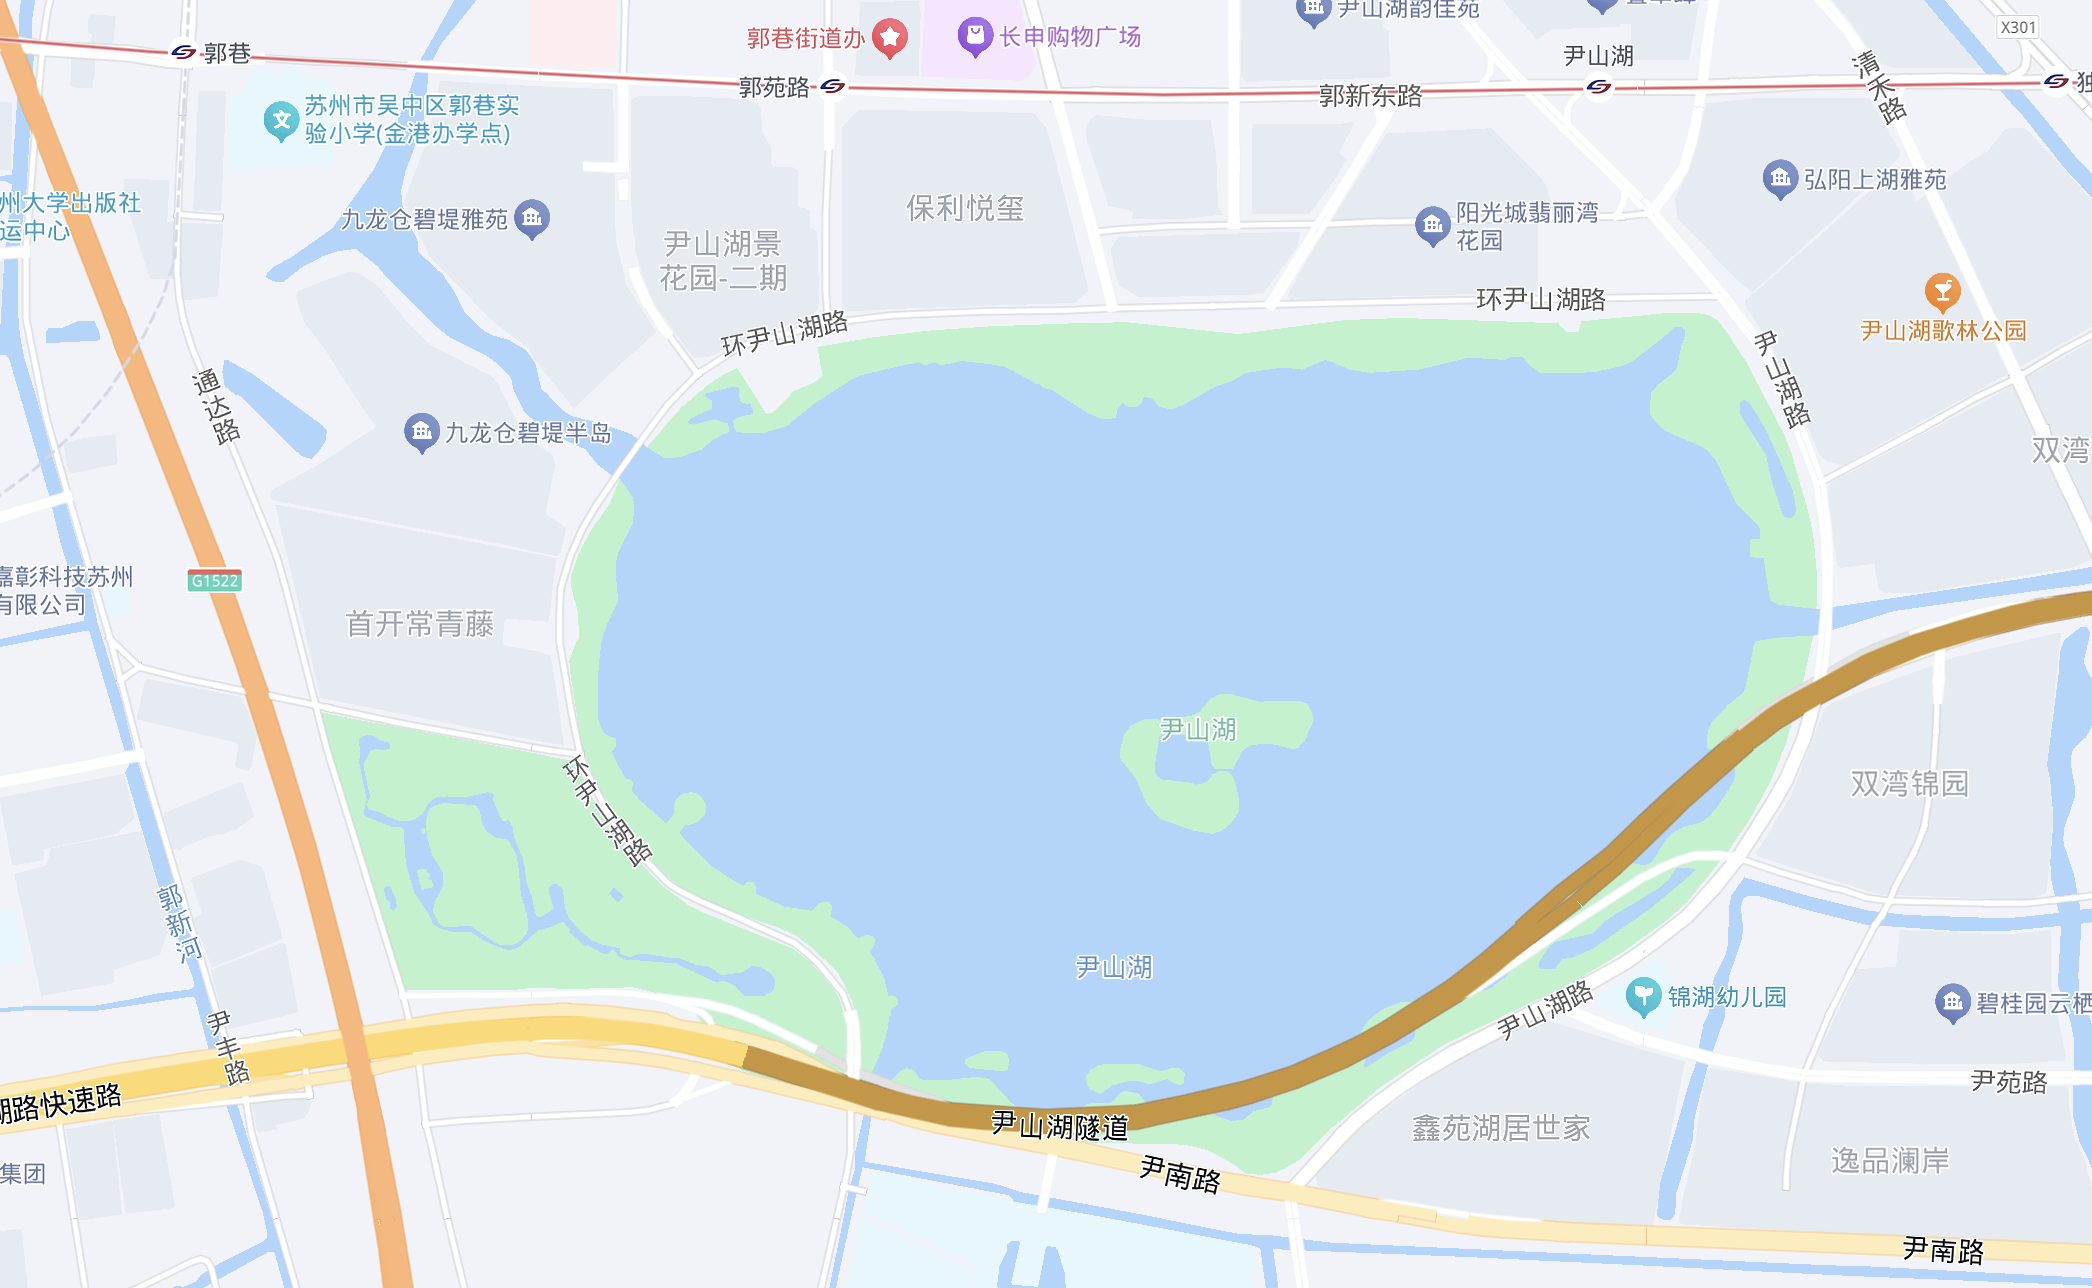 尹山湖韵佳苑
X301
郭巷街道办
长申购物广场
郭巷
尹山湖
郭苑路
郭新东路
清禾路
苏州市吴中区郭巷实
验小学(金港办学点)
弘阳上湖雅苑
州大学出版社
运中心
九龙仓碧堤雅苑
保利悦玺
阳光城翡丽湾
花园
尹山湖景
花园-二期
环尹山湖路
环尹山湖路
尹山湖歌林公园
尹山湖路
通达路
九龙仓碧堤半岛
双湾
嘉彰科技苏州
有限公司
G1522
首开常青藤
尹山湖
环尹山湖路
双湾锦园
郭新河
尹山湖
锦湖幼儿园
碧桂园云栖
尹山湖路
尹丰路
湖路快速路
尹苑路
尹山湖隧道
鑫苑湖居世家
逸品澜岸
集团
尹南路
尹南路